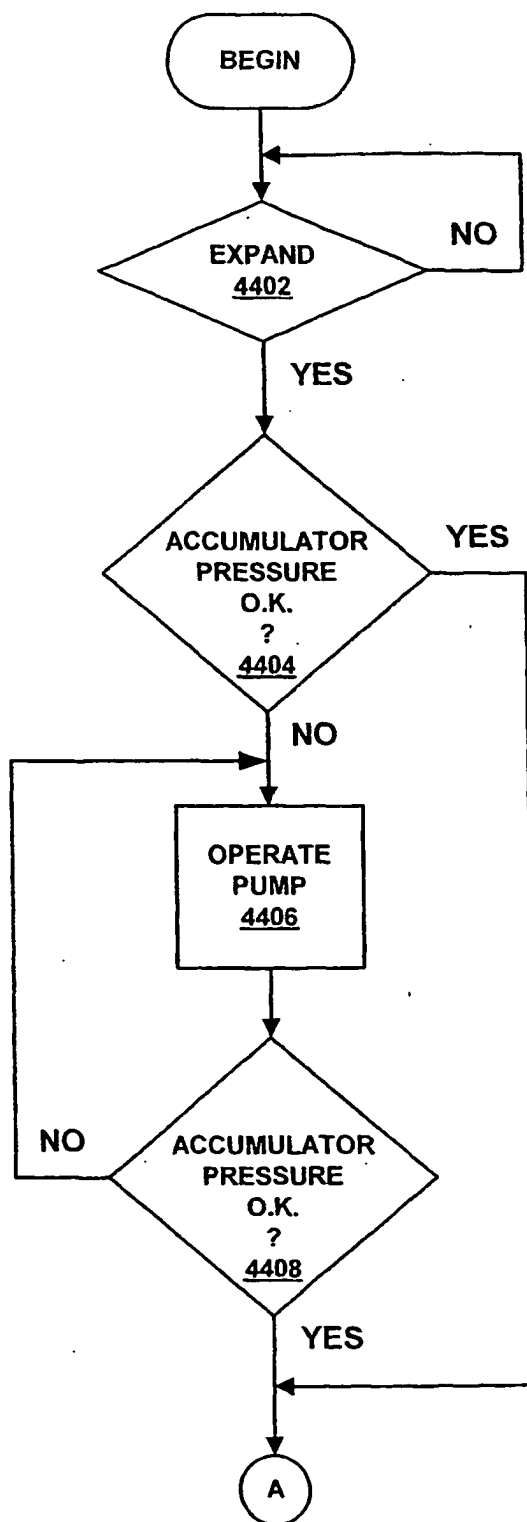 BEGIN
NO
EXPAND
4402
YES
ACCUMULATOR
PRESSURE
O.K.
?
4404
YES
NO
OPERATE
PUMP
4406
NO
ACCUMULATOR
PRESSURE
O.K.
?
4408
YES
A